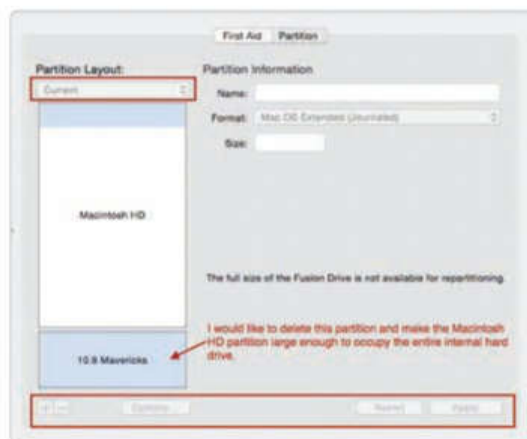 First Aid Partition
Partition Layout:
Partition Information
Current
Name:
Format: Mac OS Extended (Journaled)
Size:
Macintosh HD
The full size of the Fusion Drive is not available for repartitioning.
I would like to delete this partition and make the Macintosh
HD partition large enough to occupy the entire internal hard
drive.
10.9 Mavericks
+ − Options... Revert Apply